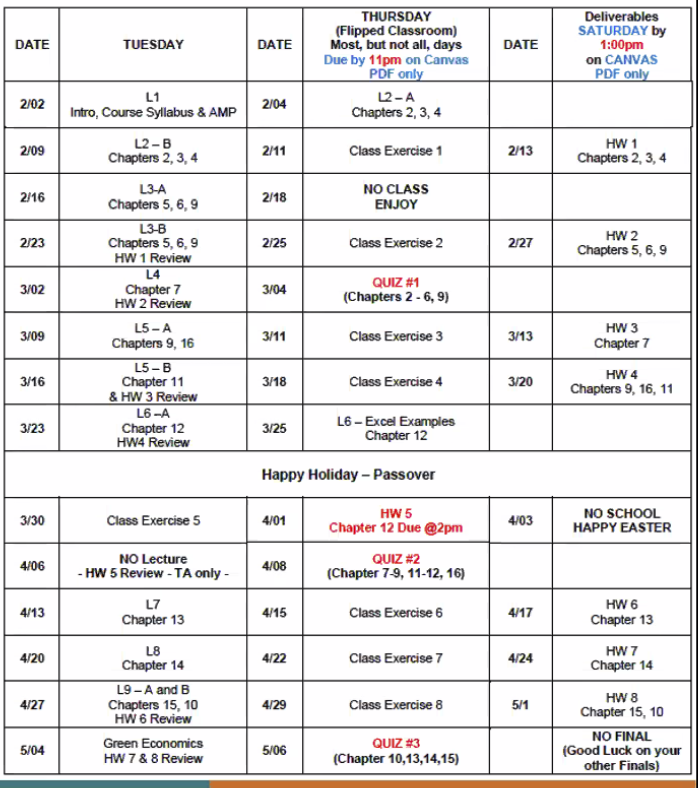 DATE
TUESDAY
DATE
THURSDAY
(Flipped Classroom)
Most, but not all, days
Due by 11pm on Canvas
PDF only
DATE
Deliverables
SATURDAY by
1:00pm
on CANVAS
PDF only
2/02
L1
Intro, Course Syllabus & AMP
2/04
L2 – A
Chapters 2, 3, 4
2/09
L2 – B
Chapters 2, 3, 4
2/11
Class Exercise 1
2/13
HW 1
Chapters 2, 3, 4
2/16
L3-A
Chapters 5, 6, 9
2/18
NO CLASS
ENJOY
2/23
L3-B
Chapters 5, 6, 9
HW 1 Review
2/25
Class Exercise 2
2/27
HW 2
Chapters 5, 6, 9
3/02
L4
Chapter 7
HW 2 Review
3/04
QUIZ #1
(Chapters 2 - 6, 9)
3/09
L5 – A
Chapters 9, 16
3/11
Class Exercise 3
3/13
HW 3
Chapter 7
3/16
L5 – B
Chapter 11
& HW 3 Review
3/18
Class Exercise 4
3/20
HW 4
Chapters 9, 16, 11
3/23
L6 –A
Chapter 12
HW4 Review
3/25
L6 – Excel Examples
Chapter 12
Happy Holiday – Passover
3/30
Class Exercise 5
4/01
HW 5
Chapter 12 Due @2pm
4/03
NO SCHOOL
HAPPY EASTER
4/06
NO Lecture
- HW 5 Review - TA only -
4/08
QUIZ #2
(Chapter 7-9, 11-12, 16)
4/13
L7
Chapter 13
4/15
Class Exercise 6
4/17
HW 6
Chapter 13
4/20
L8
Chapter 14
4/22
Class Exercise 7
4/24
HW 7
Chapter 14
4/27
L9 – A and B
Chapters 15, 10
HW 6 Review
4/29
Class Exercise 8
5/1
HW 8
Chapter 15, 10
5/04
Green Economics
HW 7 & 8 Review
5/06
QUIZ #3
(Chapter 10,13,14,15)
NO FINAL
(Good Luck on your
other Finals)